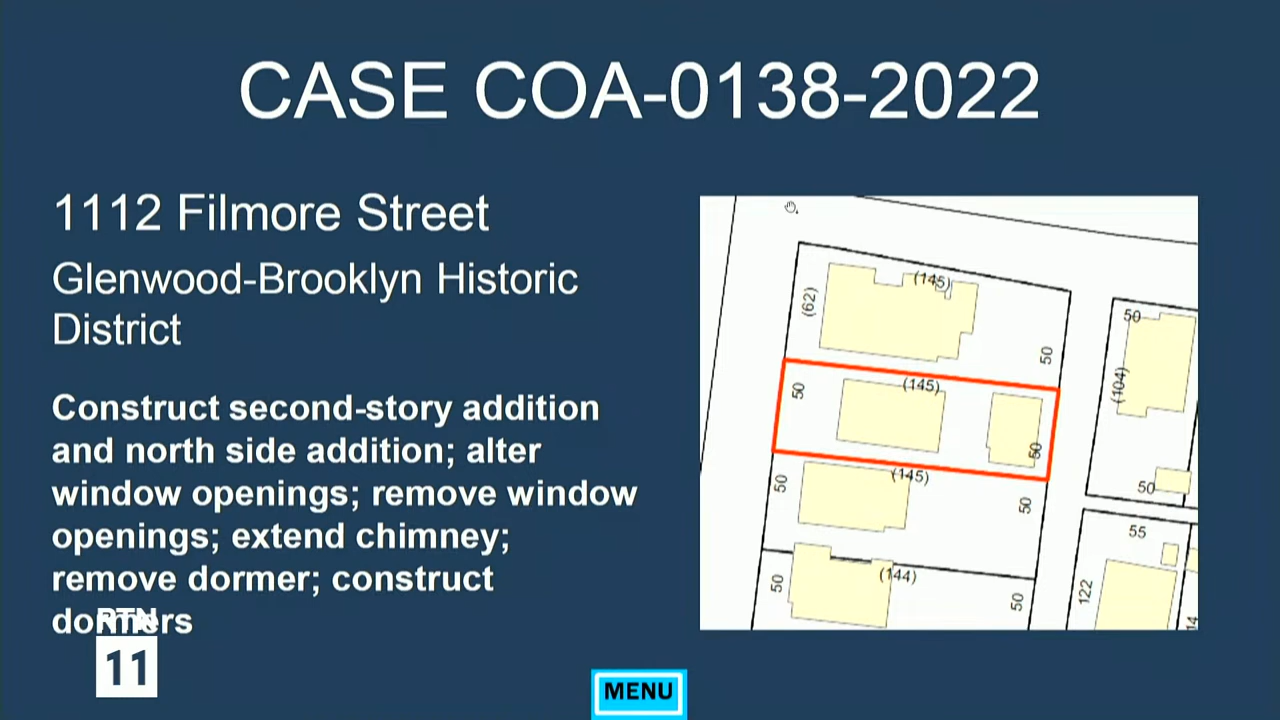 CASE COA-0138-2022
1112 Filmore Street
Glenwood-Brooklyn Historic
District
Construct second-story addition
and north side addition; alter
window openings; remove window
openings; extend chimney;
remove dormer; construct
dormers
RTN
11
MENU
(145)
(62)
50
50
(104)
(145)
50
50
(145)
50
50
50
55
(144)
50
50
122
14